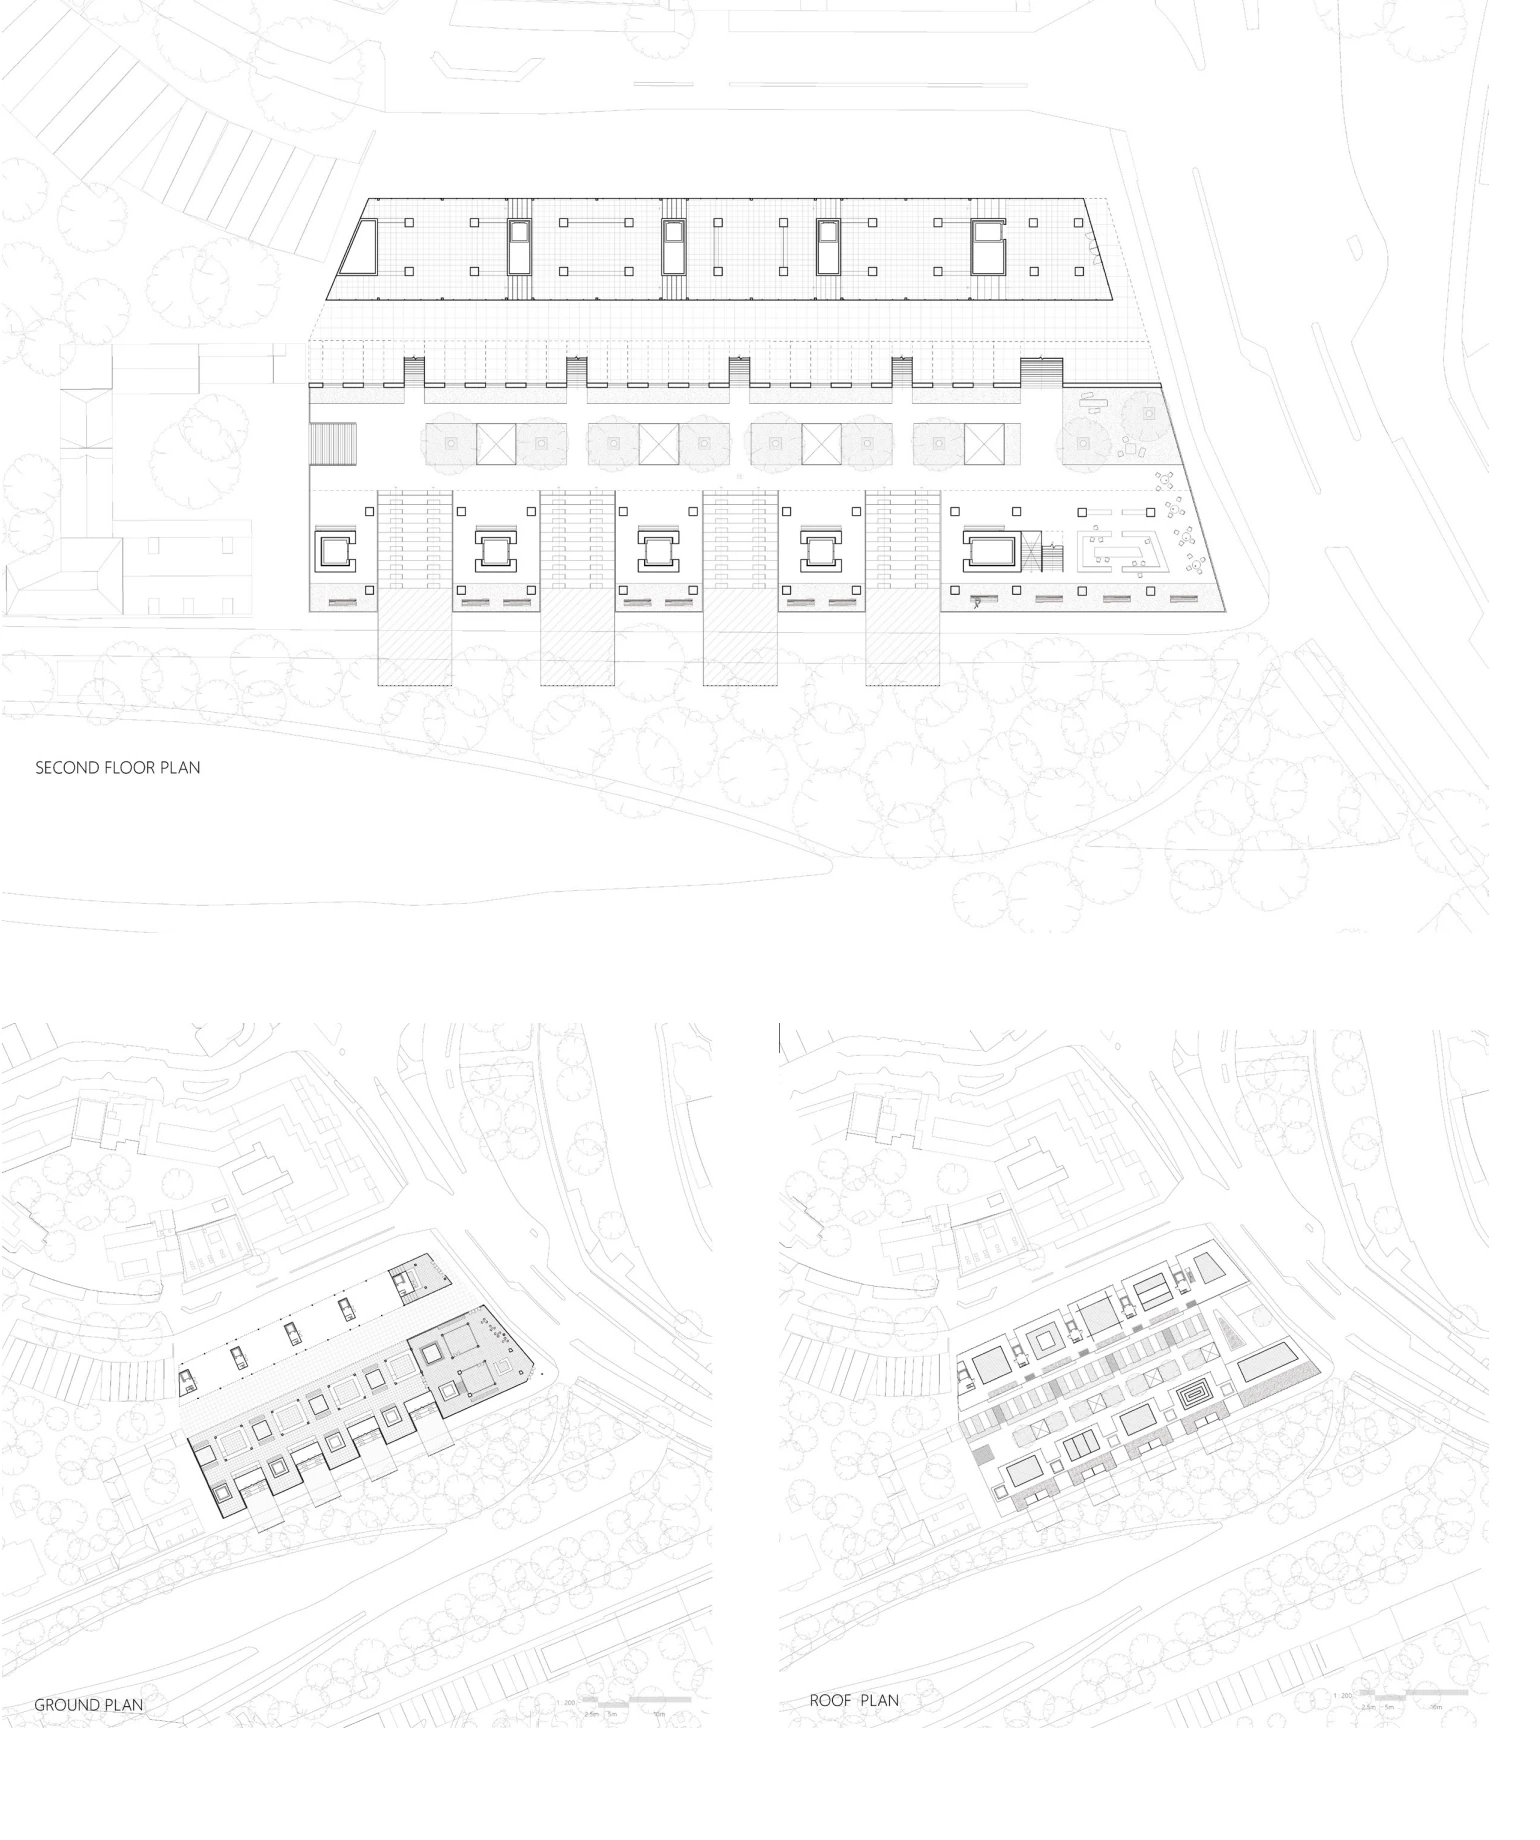 SECOND FLOOR PLAN
GROUND PLAN
1 : 200
2.5m 5m 10m
ROOF PLAN
1 : 200
2.5m 5m 10m